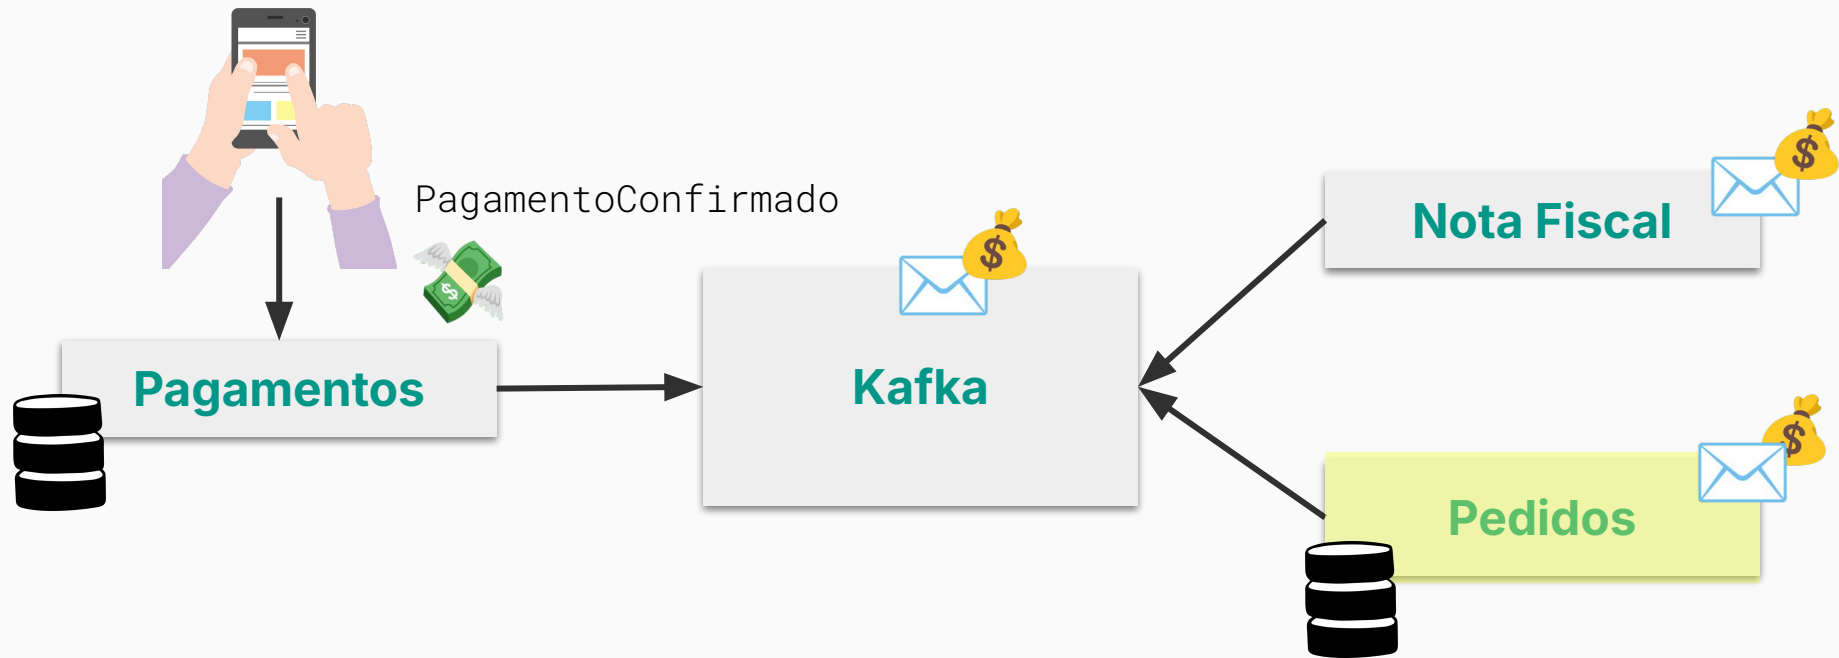 PagamentoConfirmado
Nota Fiscal
Pagamentos
Kafka
Pedidos